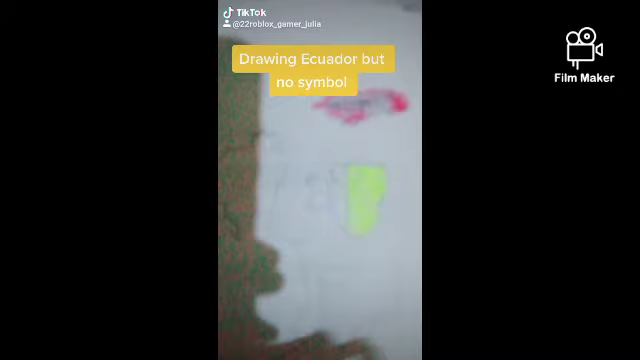 TikTok
@22roblox_gamer_julia
Drawing Ecuador but
no symbol
Film Maker